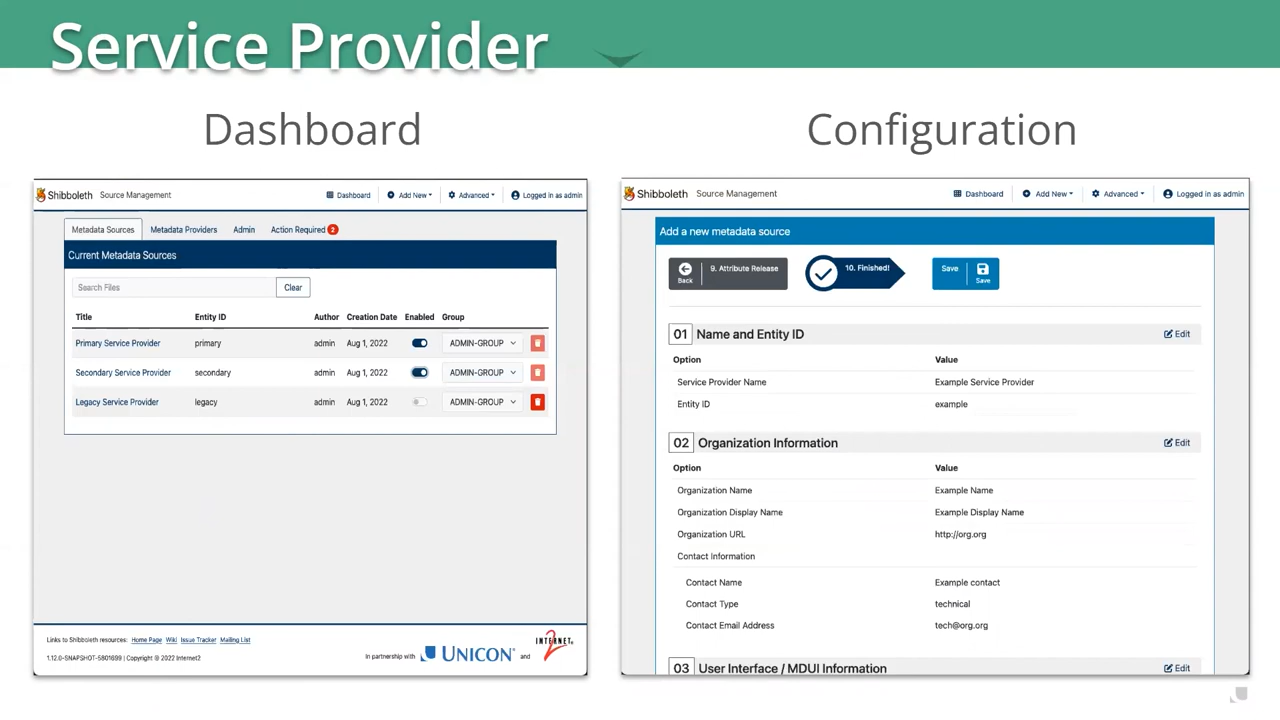 Service Provider
Dashboard
Shibboleth Source Management Dashboard Add New Advanced Logged in as admin
Metadata Sources Metadata Providers Admin Action Required 2
Current Metadata Sources
Search Files Clear
Title Entity ID Author Creation Date Enabled Group
Primary Service Provider primary admin Aug 1, 2022 ADMIN-GROUP
Secondary Service Provider secondary admin Aug 1, 2022 ADMIN-GROUP
Legacy Service Provider legacy admin Aug 1, 2022 ADMIN-GROUP
Links to Shibboleth resources: Home Page Wiki Issue Tracker Mailing List
1.12.0-SNAPSHOT-5801699 | Copyright © 2022 Internet2
In partnership with UNICON and INTERNET2
Configuration
Shibboleth Source Management Dashboard Add New Advanced Logged in as admin
Add a new metadata source
Back 9. Attribute Release 10. Finished! Save Save
01 Name and Entity ID Edit
Option Value
Service Provider Name Example Service Provider
Entity ID example
02 Organization Information Edit
Option Value
Organization Name Example Name
Organization Display Name Example Display Name
Organization URL http://org.org
Contact Information
Contact Name Example contact
Contact Type technical
Contact Email Address tech@org.org
03 User Interface / MDUI Information Edit